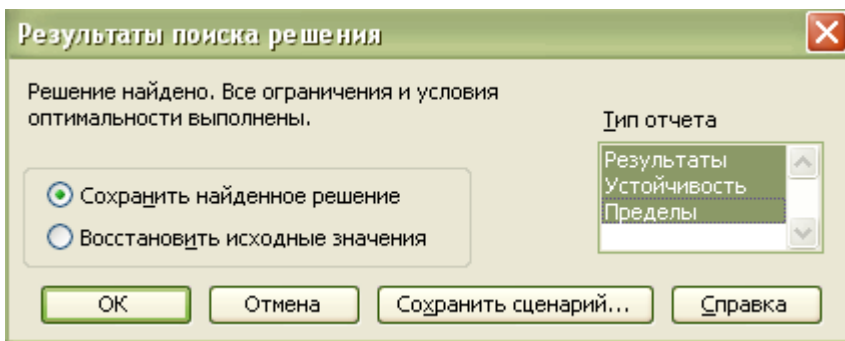 Результаты поиска решения
Решение найдено. Все ограничения и условия
оптимальности выполнены.
Тип отчета
Результаты
Устойчивость
Пределы
Сохранить найденное решение
Восстановить исходные значения
ОК
Отмена
Сохранить сценарий...
Справка